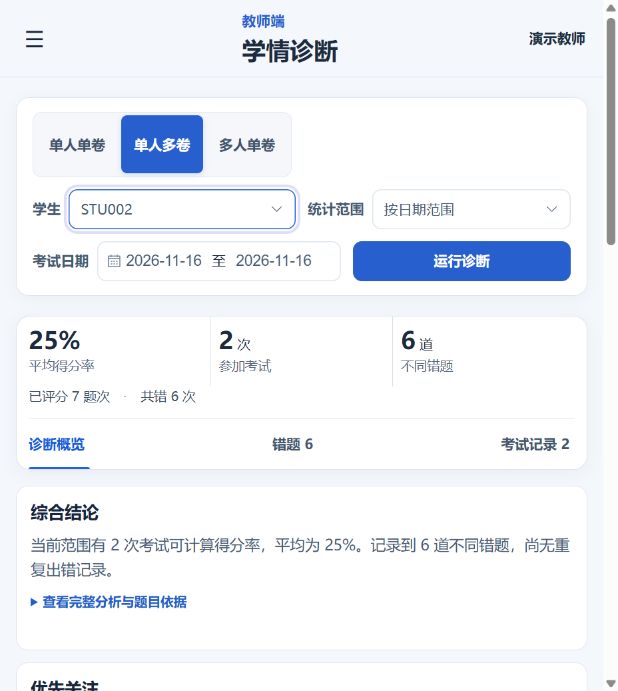 教师端
学情诊断
演示教师
单人单卷 单人多卷 多人单卷
学生 STU002 统计范围 按日期范围
考试日期 2026-11-16 至 2026-11-16 运行诊断
25% 2 次 6 道
平均得分率 参加考试 不同错题
已评分 7 题次 · 共错 6 次
诊断概览 错题 6 考试记录 2
综合结论
当前范围有 2 次考试可计算得分率，平均为 25%。记录到 6 道不同错题，尚无重
复出错记录。
查看完整分析与题目依据
优先关注